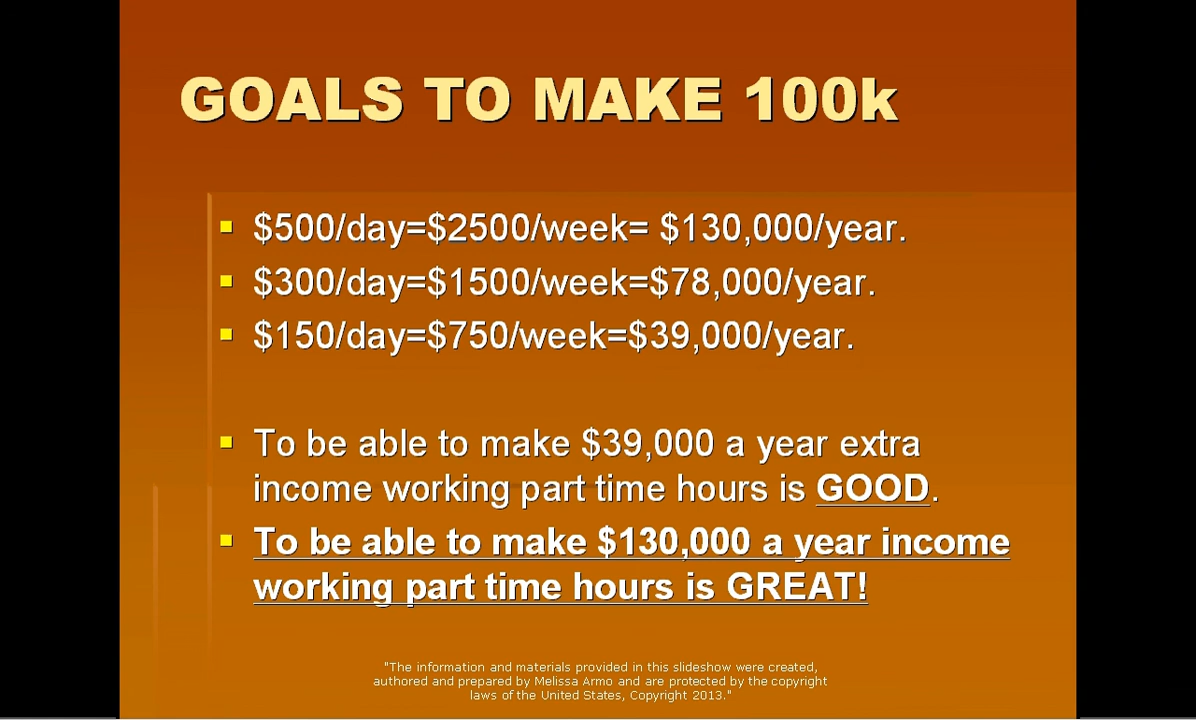 GOALS TO MAKE 100k
$500/day=$2500/week= $130,000/year.
$300/day=$1500/week=$78,000/year.
$150/day=$750/week=$39,000/year.
To be able to make $39,000 a year extra
income working part time hours is GOOD.
To be able to make $130,000 a year income
working part time hours is GREAT!
"The information and materials provided in this slideshow were created,
authored and prepared by Melissa Armo and are protected by the copyright
laws of the United States, Copyright 2013."